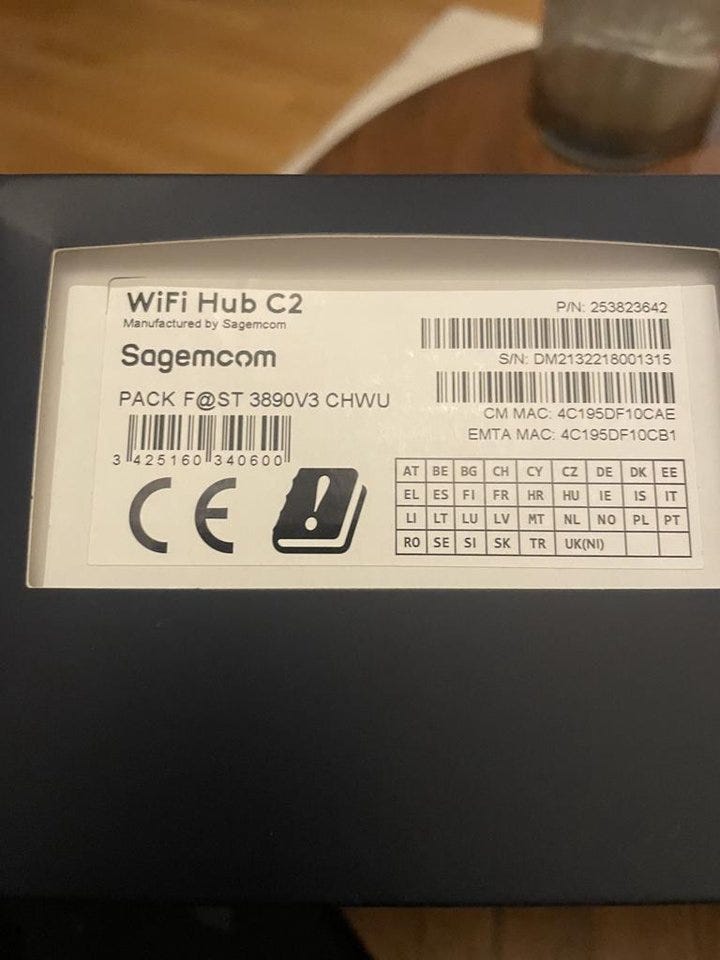 WiFi Hub C2
Manufactured by Sagemcom
Sagemcom
PACK F@ST 3890V3 CHWU
3 425160 340600
P/N: 253823642
S/N: DM2132218001315
CM MAC: 4C195DF10CAE
EMTA MAC: 4C195DF10CB1
CE
AT BE BG CH CY CZ DE DK EE
EL ES FI FR HR HU IE IS IT
LI LT LU LV MT NL NO PL PT
RO SE SI SK TR UK(NI)